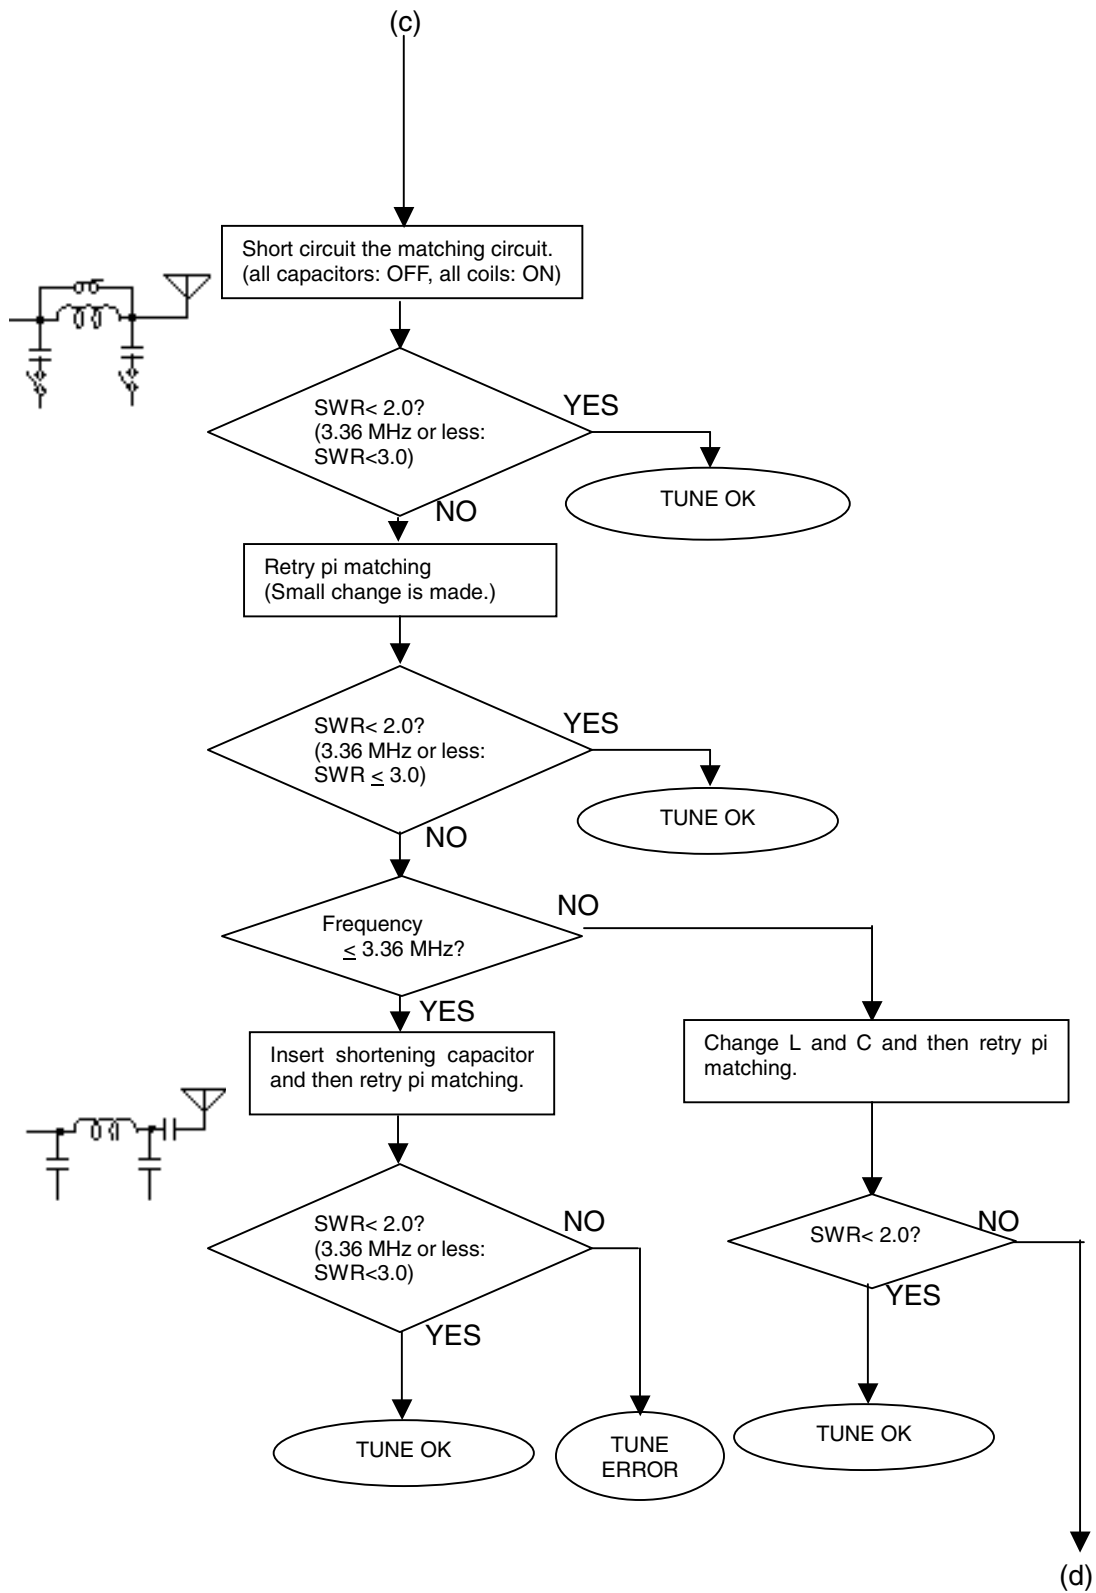 (c)
Short circuit the matching circuit.
(all capacitors: OFF, all coils: ON)
SWR< 2.0?
(3.36 MHz or less:
SWR<3.0)
YES
TUNE OK
NO
Retry pi matching
(Small change is made.)
SWR< 2.0?
(3.36 MHz or less:
SWR ≤ 3.0)
YES
TUNE OK
NO
Frequency
≤ 3.36 MHz?
NO
YES
Insert shortening capacitor
and then retry pi matching.
Change L and C and then retry pi
matching.
SWR< 2.0?
(3.36 MHz or less:
SWR<3.0)
NO
YES
SWR< 2.0?
NO
YES
TUNE OK
TUNE
ERROR
TUNE OK
(d)